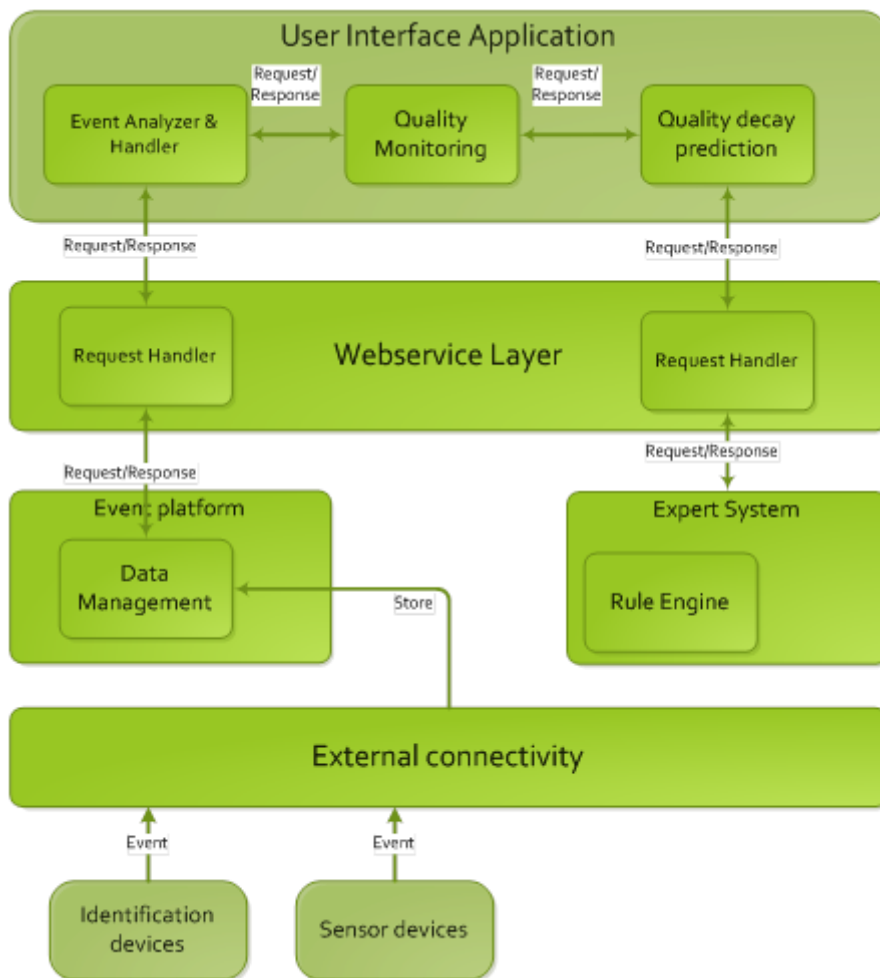 User Interface Application
Request/
Response
Request/
Response
Event Analyzer &
Handler
Quality
Monitoring
Quality decay
prediction
Request/Response
Request/Response
Request Handler
Webservice Layer
Request Handler
Request/Response
Request/Response
Event platform
Expert System
Data
Management
Store
Rule Engine
External connectivity
Event
Event
Identification
devices
Sensor devices